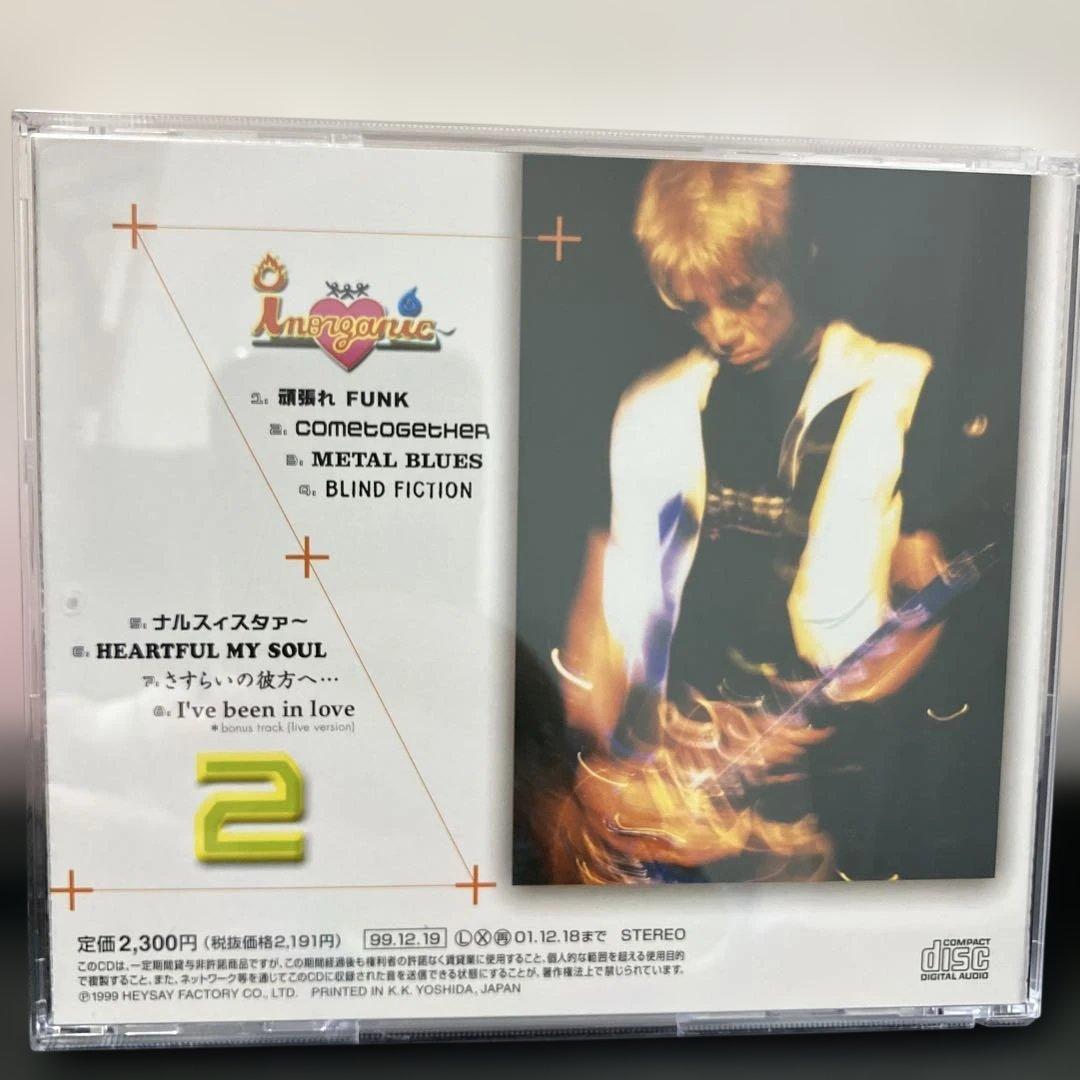 inorganic
1: 頑張れ FUNK
2: COMETOGETHER
3: METAL BLUES
4: BLIND FICTION
5: ナルスィスタァ〜
6: HEARTFUL MY SOUL
7: さすらいの彼方へ…
8: I've been in love
*bonus track (live version)
2
定価2,300円(税抜価格2,191円) 99.12.19 Ⓛ Ⓧ 再 01.12.18まで STEREO
このCDは、一定期間貸与非許諾商品ですが、この期間経過後も権利者の許諾なく賃貸業に使用すること、個人的な範囲を超える使用目的
で複製すること、また、ネットワーク等を通じてこのCDに収録された音を送信できる状態にすることが、著作権法上で禁じられています。
℗1999 HEYSAY FACTORY CO., LTD. PRINTED IN K.K. YOSHIDA, JAPAN
COMPACT
disc
DIGITAL AUDIO